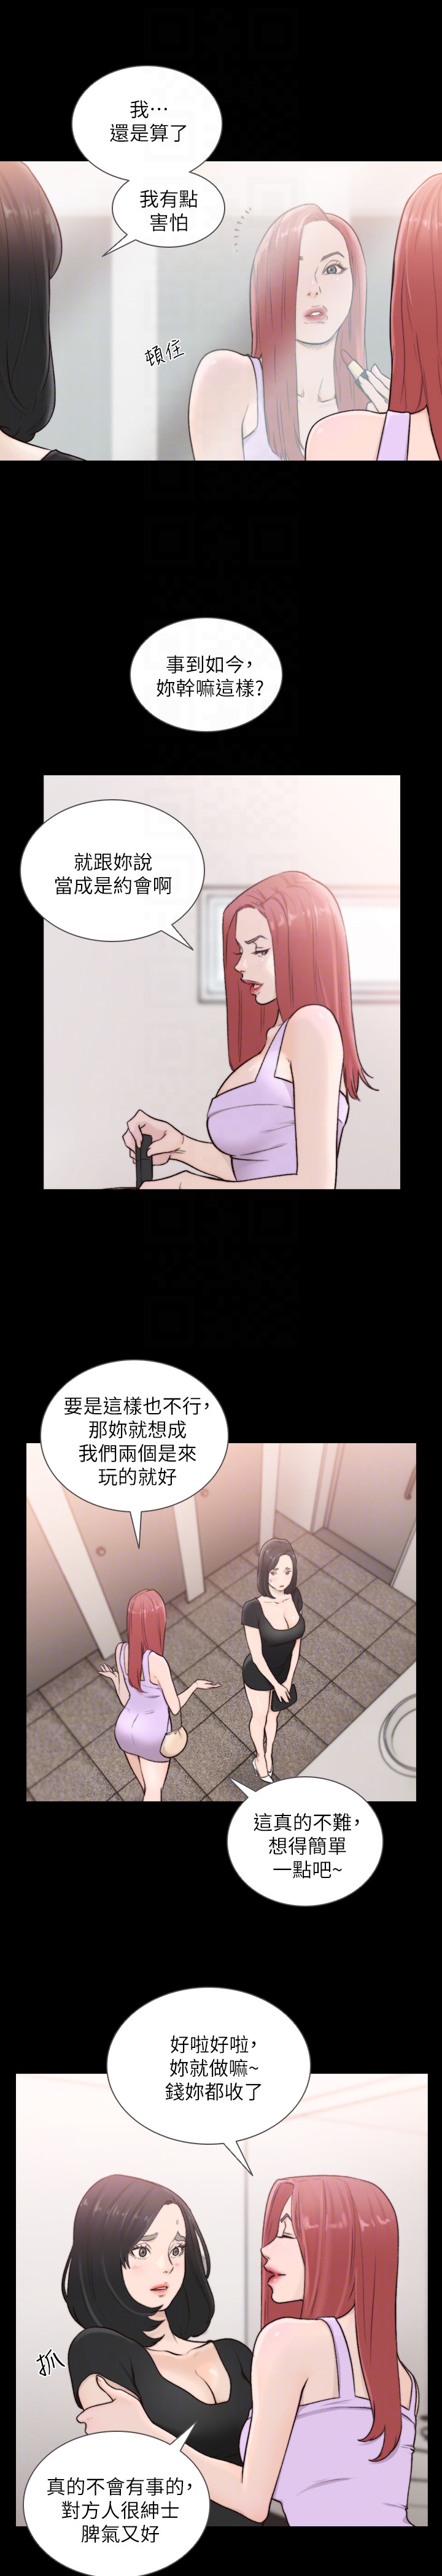 我…
還是算了
我有點
害怕
頓住
事到如今,
妳幹嘛這樣?
就跟妳說
當成是約會啊
要是這樣也不行,
那妳就想成
我們兩個是來
玩的就好
這真的不難,
想得簡單
一點吧~
好啦好啦,
妳就做嘛~
錢妳都收了
抓
真的不會有事的,
對方人很紳士
脾氣又好